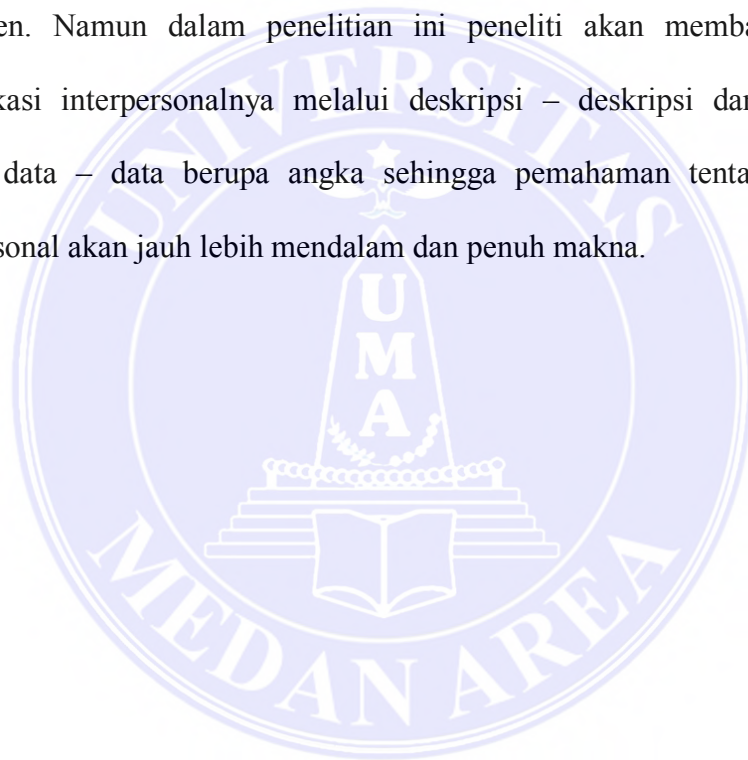 en. Namun dalam penelitian ini peneliti akan memba
kasi interpersonalnya melalui deskripsi – deskripsi dar
data – data berupa angka sehingga pemahaman tenta
sonal akan jauh lebih mendalam dan penuh makna.
UNIVERSITAS
U
M
A
MEDAN AREA